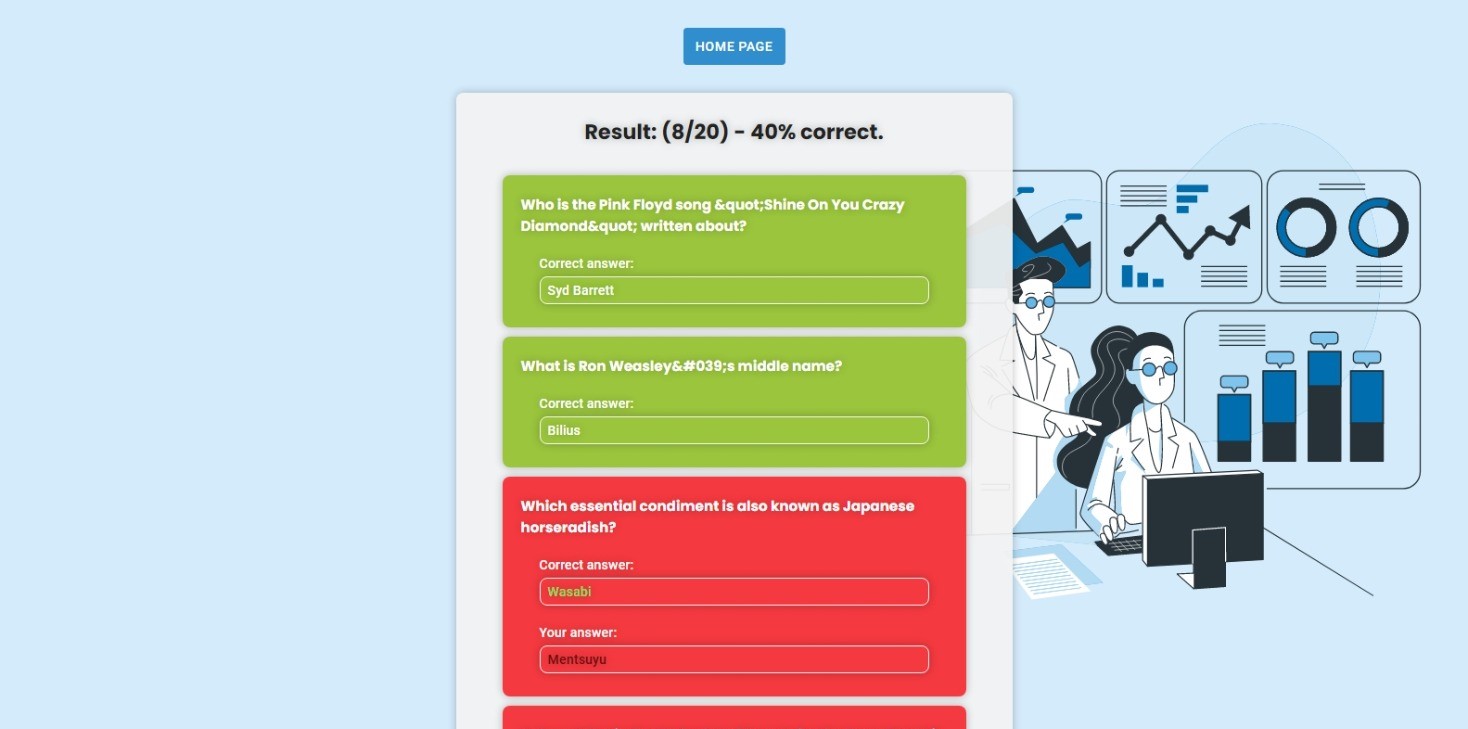 HOME PAGE
Result: (8/20) - 40% correct.
Who is the Pink Floyd song &quot;Shine On You Crazy
Diamond&quot; written about?
Correct answer:
Syd Barrett
What is Ron Weasley&#039;s middle name?
Correct answer:
Bilius
Which essential condiment is also known as Japanese
horseradish?
Correct answer:
Wasabi
Your answer:
Mentsuyu